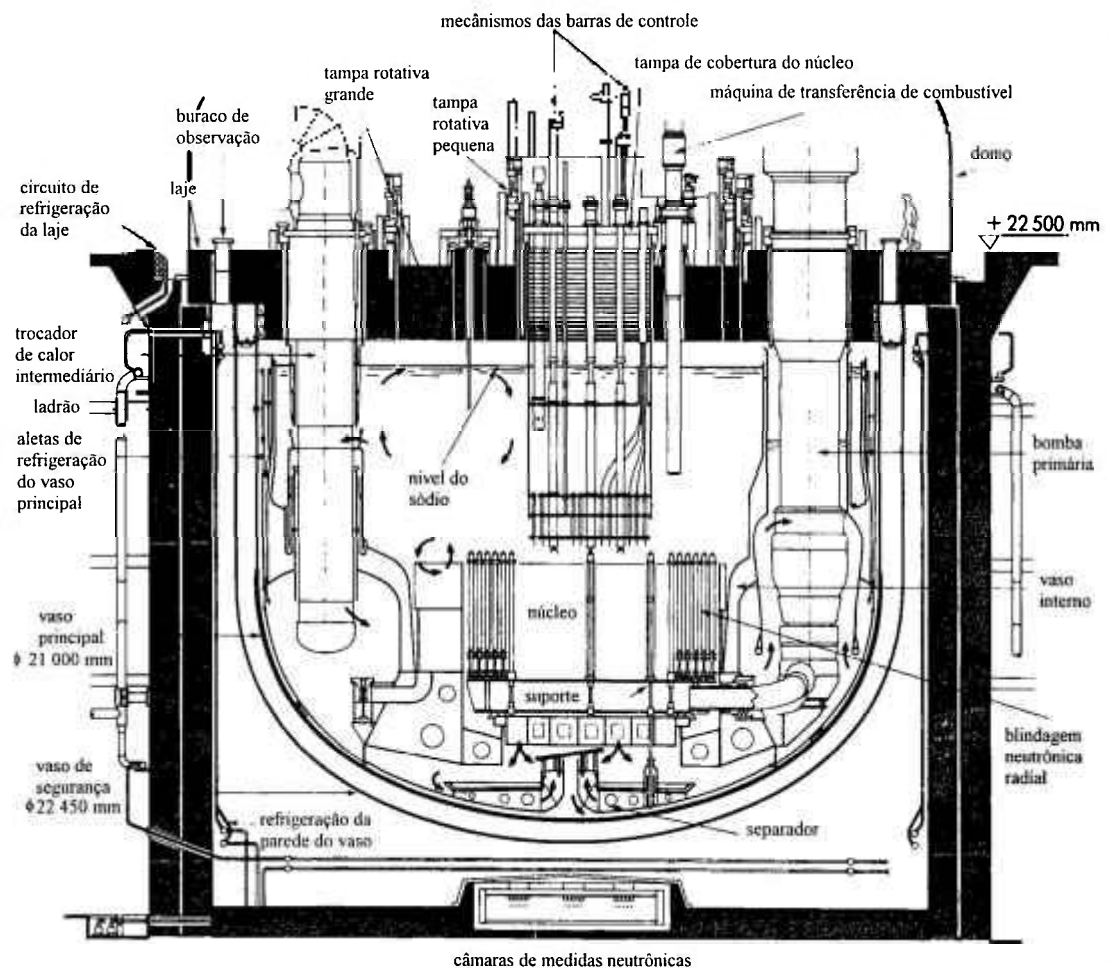 mecânismos das barras de controle
tampa rotativa
grande
tampa de cobertura do núcleo
máquina de transferência de combustível
buraco de
observação
tampa
rotativa
pequena
domo
circuito de
refrigeração
da laje
laje
+ 22 500 mm
trocador
de calor
intermediário
ladrão
aletas de
refrigeração
do vaso
principal
nivel do
sòdio
bomba
primária
vaso
principal
ϕ 21 000 mm
núcleo
vaso
interno
suporte
blindagem
neutrônica
radial
vaso de
segurança
ϕ 22 450 mm
refrigeração da
parede do vaso
separador
câmaras de medidas neutrônicas